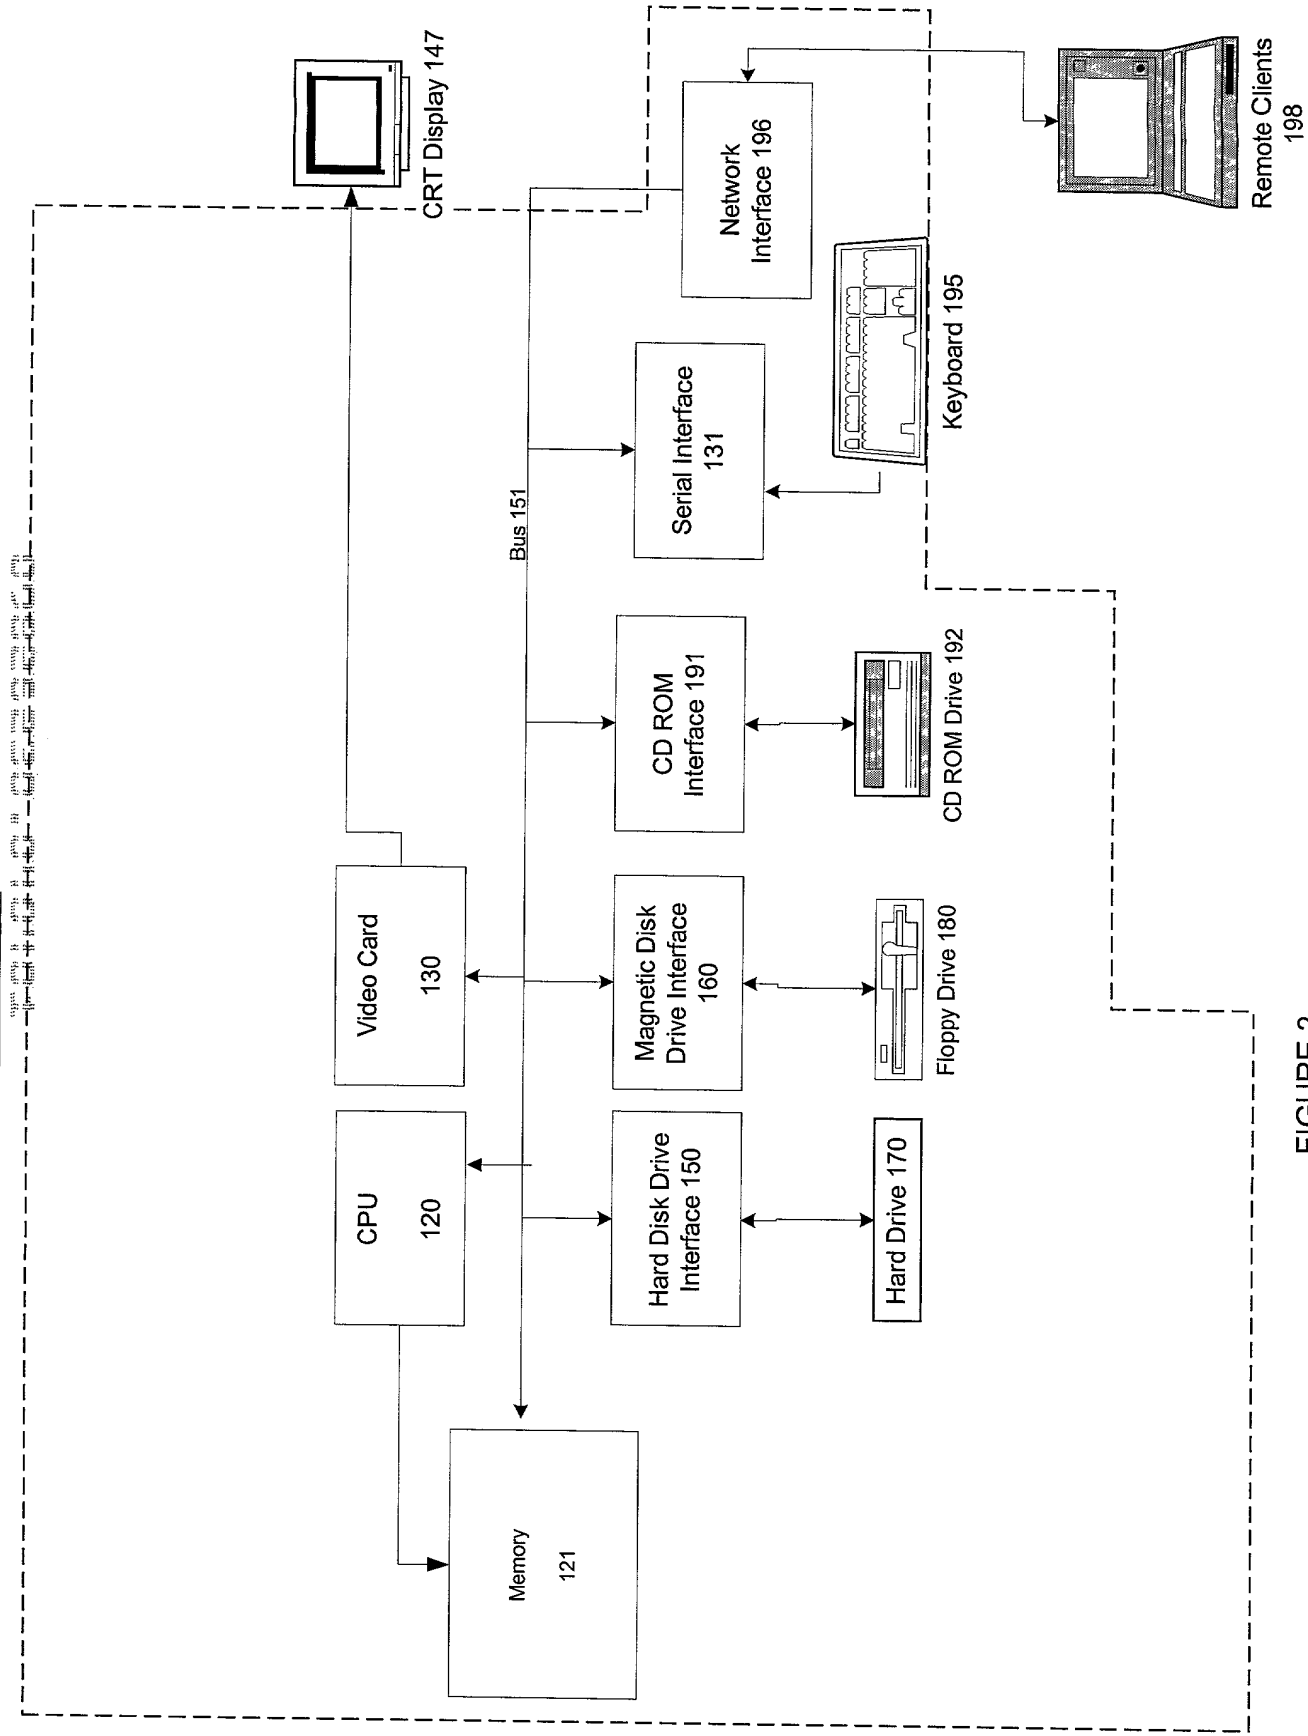 CRT Display 147
Video Card
130
CPU
120
Bus 151
Memory
121
Hard Disk Drive
Interface 150
Magnetic Disk
Drive Interface
160
CD ROM
Interface 191
Serial Interface
131
Network
Interface 196
Hard Drive 170
Floppy Drive 180
CD ROM Drive 192
Keyboard 195
Remote Clients
198